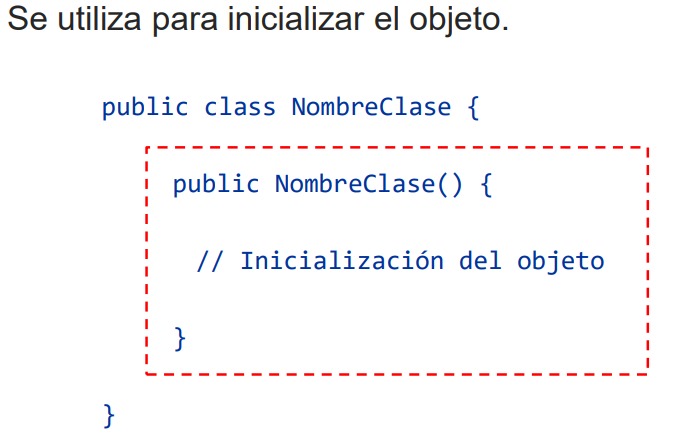 Se utiliza para inicializar el objeto.
public class NombreClase {
public NombreClase() {
// Inicialización del objeto
}
}